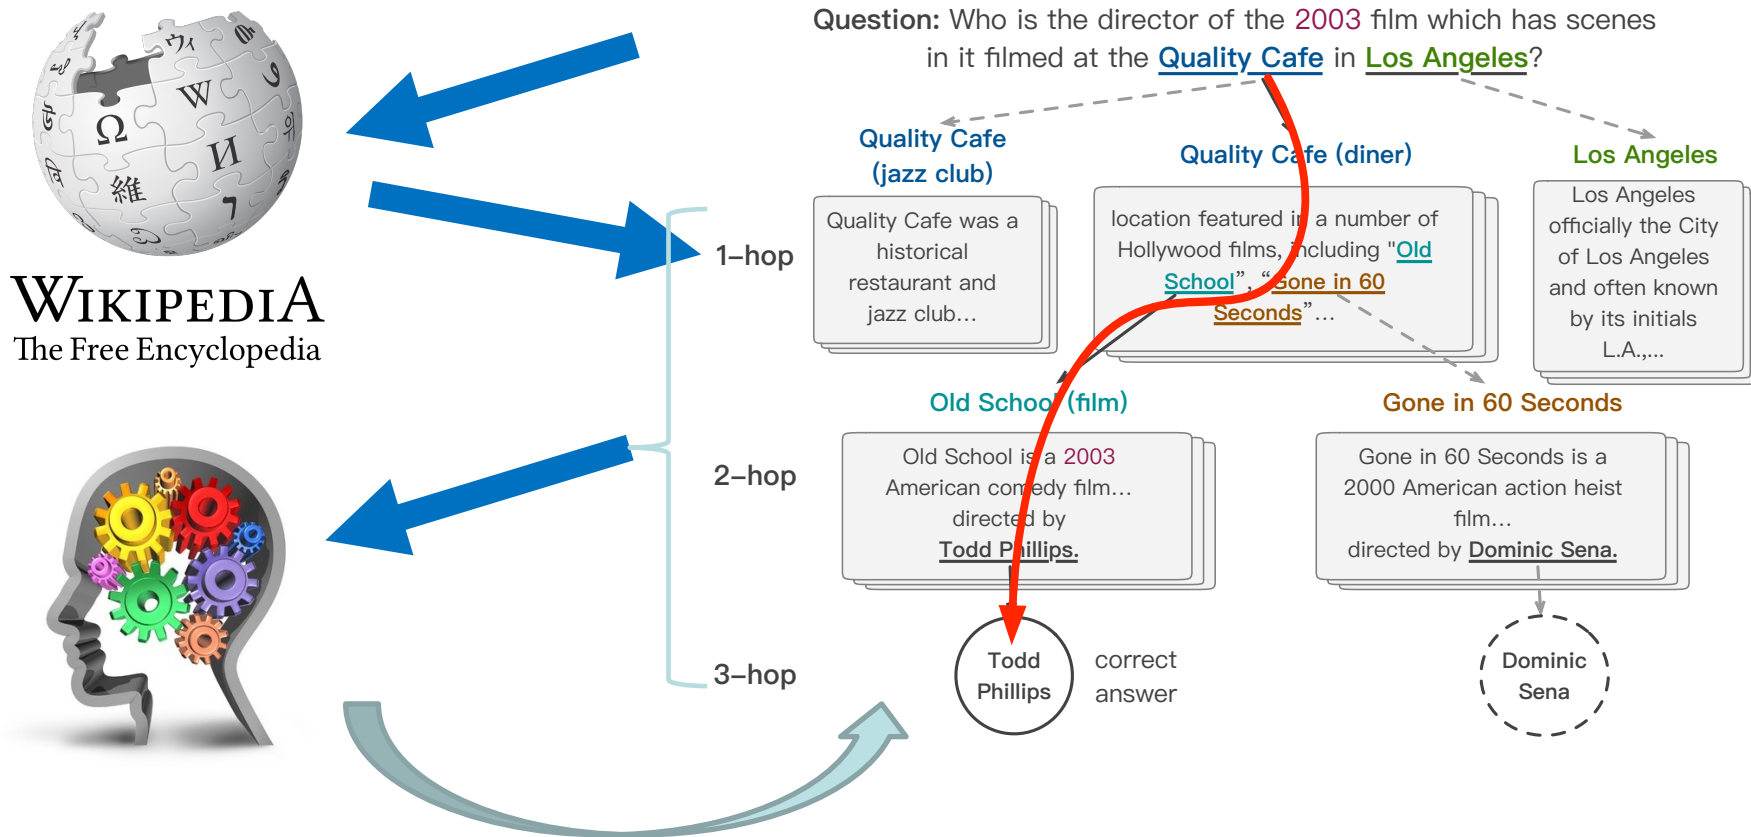 Question: Who is the director of the 2003 film which has scenes
in it filmed at the Quality Cafe in Los Angeles?
Ω
W
И
維
ウィ
WIKIPEDIA
The Free Encyclopedia
1-hop
2-hop
3-hop
Quality Cafe
(jazz club)
Quality Cafe was a
historical
restaurant and
jazz club...
Quality Cafe (diner)
location featured in a number of
Hollywood films, including "Old
School”, “Gone in 60
Seconds”...
Los Angeles
Los Angeles
officially the City
of Los Angeles
and often known
by its initials
L.A.,...
Old School (film)
Old School is a 2003
American comedy film...
directed by
Todd Phillips.
Gone in 60 Seconds
Gone in 60 Seconds is a
2000 American action heist
film...
directed by Dominic Sena.
Todd
Phillips
correct
answer
Dominic
Sena